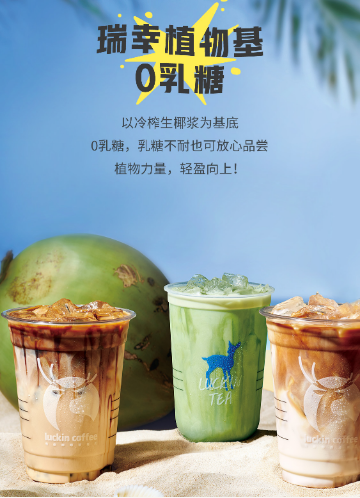 瑞幸植物基
0乳糖
以冷榨生椰浆为基底
0乳糖，乳糖不耐也可放心品尝
植物力量，轻盈向上！
LUCKIN
TEA
luckin coffee
luckin coffee